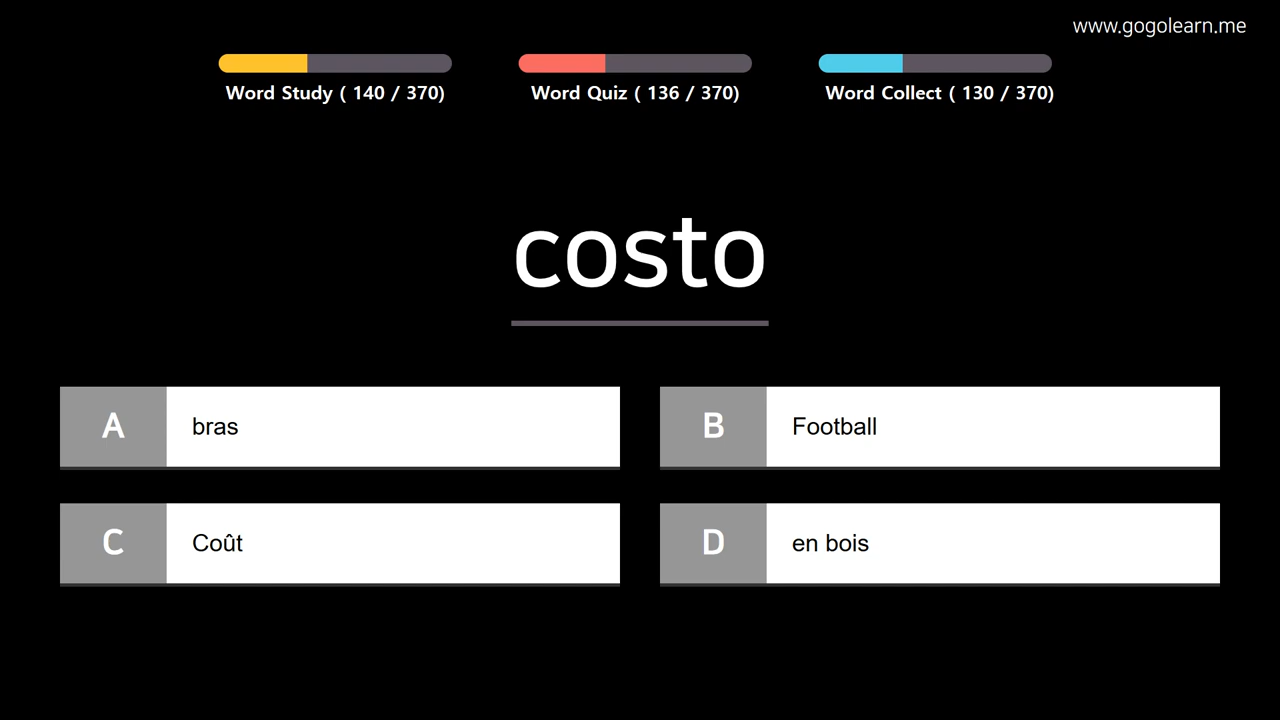 www.gogolearn.me
Word Study ( 140 / 370)
Word Quiz ( 136 / 370)
Word Collect ( 130 / 370)
costo
A bras
B Football
C Coût
D en bois